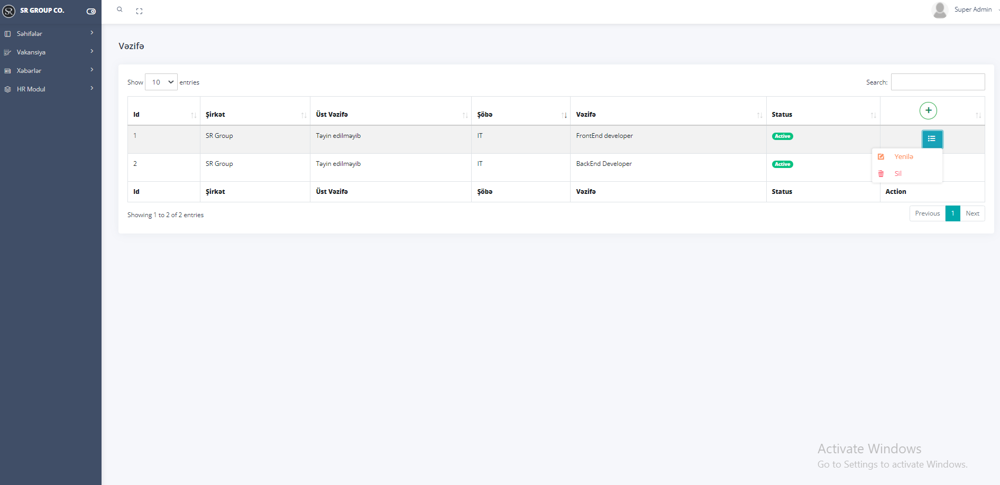 SR GROUP CO.
Super Admin
Səhifələr
Vakansiya
Xəbərlər
HR Modul
Vəzifə
Show 10 entries
Search:
Id Şirkət Üst Vəzifə Şöbə Vəzifə Status
1 SR Group Təyin edilməyib IT FrontEnd developer Active
Yenilə
2 SR Group Təyin edilməyib IT BackEnd Developer Active
Sil
Id Şirkət Üst Vəzifə Şöbə Vəzifə Status Action
Showing 1 to 2 of 2 entries
Previous 1 Next
Activate Windows
Go to Settings to activate Windows.